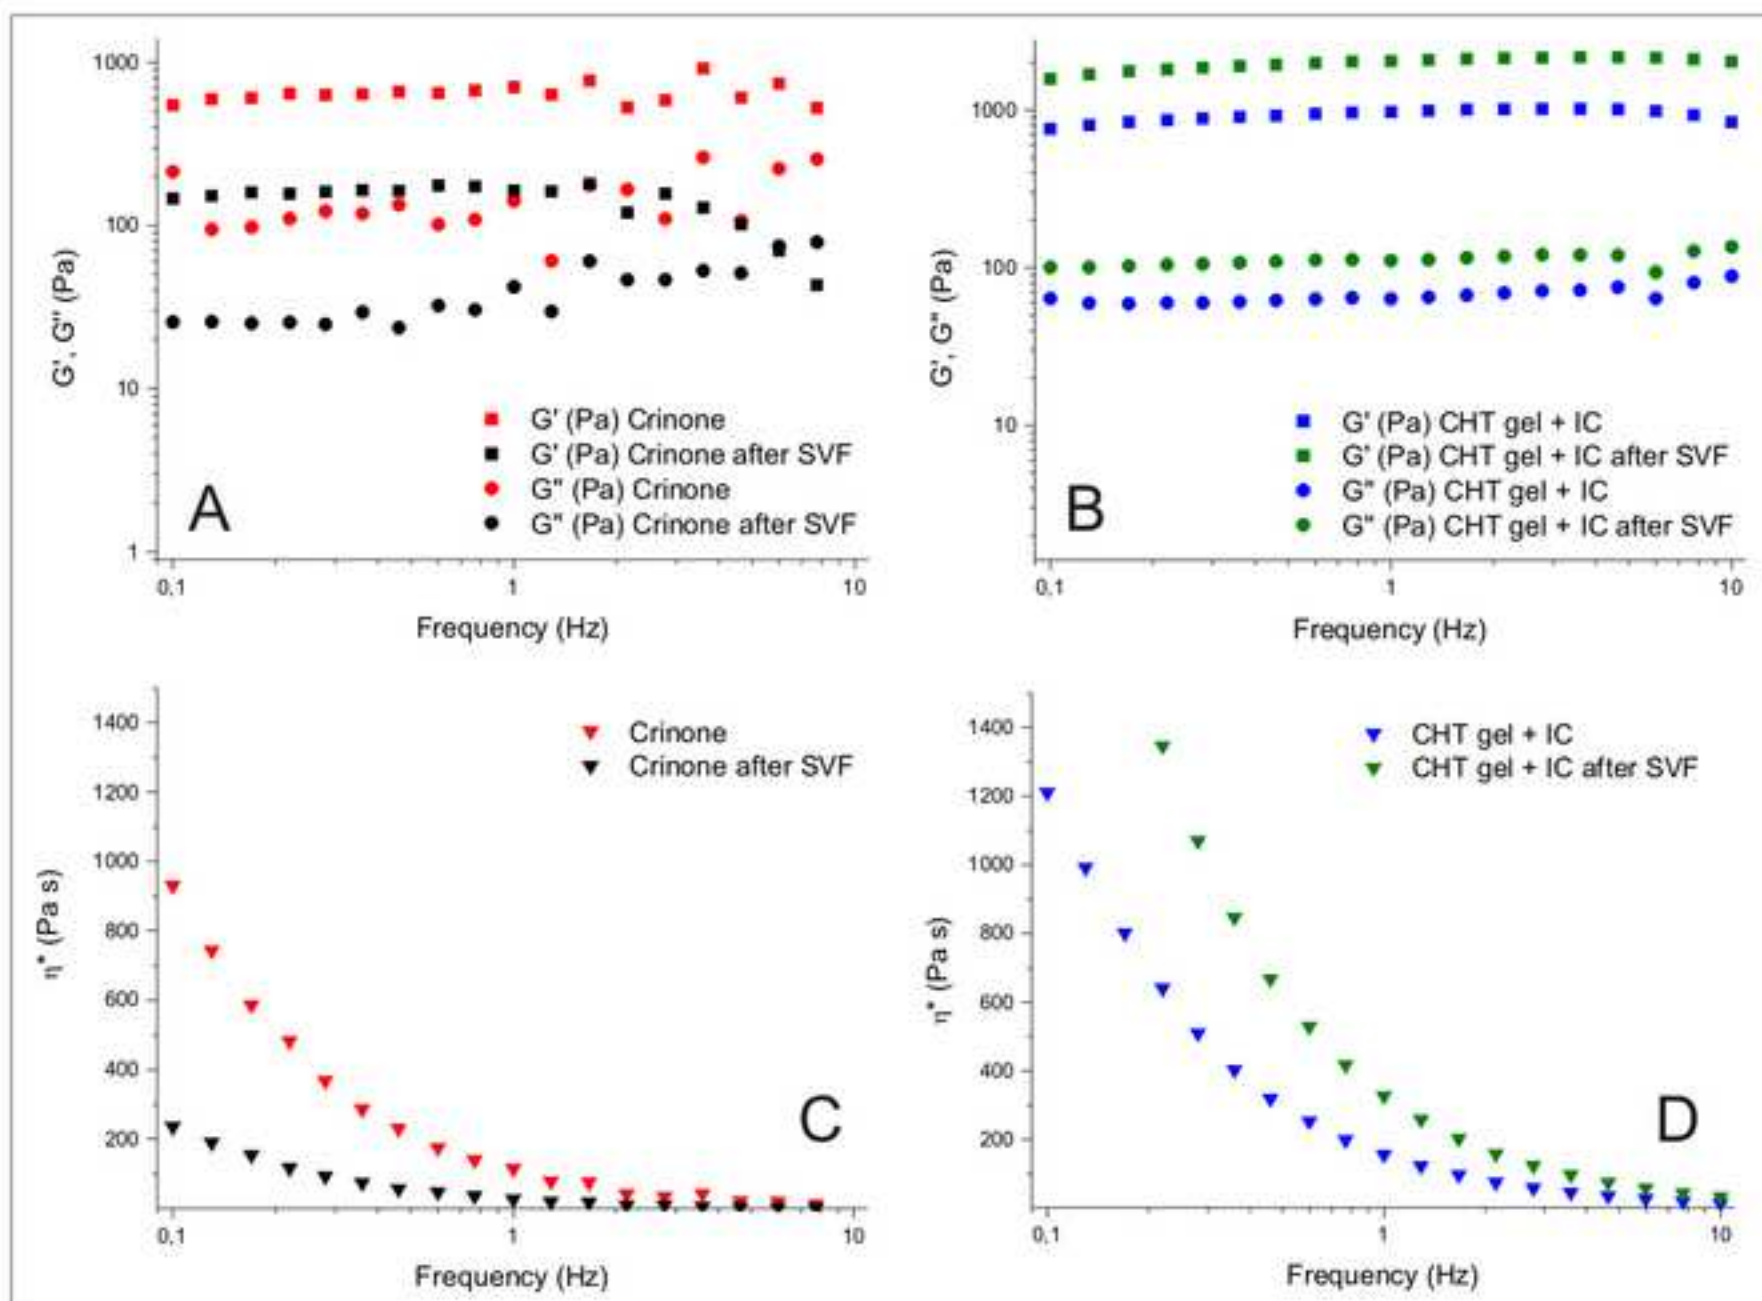 1000
100
10
1
G', G" (Pa)
G' (Pa) Crinone
G' (Pa) Crinone after SVF
G" (Pa) Crinone
G" (Pa) Crinone after SVF
A
0,1
1
10
Frequency (Hz)
1000
100
10
G', G" (Pa)
G' (Pa) CHT gel + IC
G' (Pa) CHT gel + IC after SVF
G" (Pa) CHT gel + IC
G" (Pa) CHT gel + IC after SVF
B
0,1
1
10
Frequency (Hz)
1400
1200
1000
800
600
400
200
η* (Pa s)
Crinone
Crinone after SVF
C
0,1
1
10
Frequency (Hz)
1400
1200
1000
800
600
400
200
η* (Pa s)
CHT gel + IC
CHT gel + IC after SVF
D
0,1
1
10
Frequency (Hz)